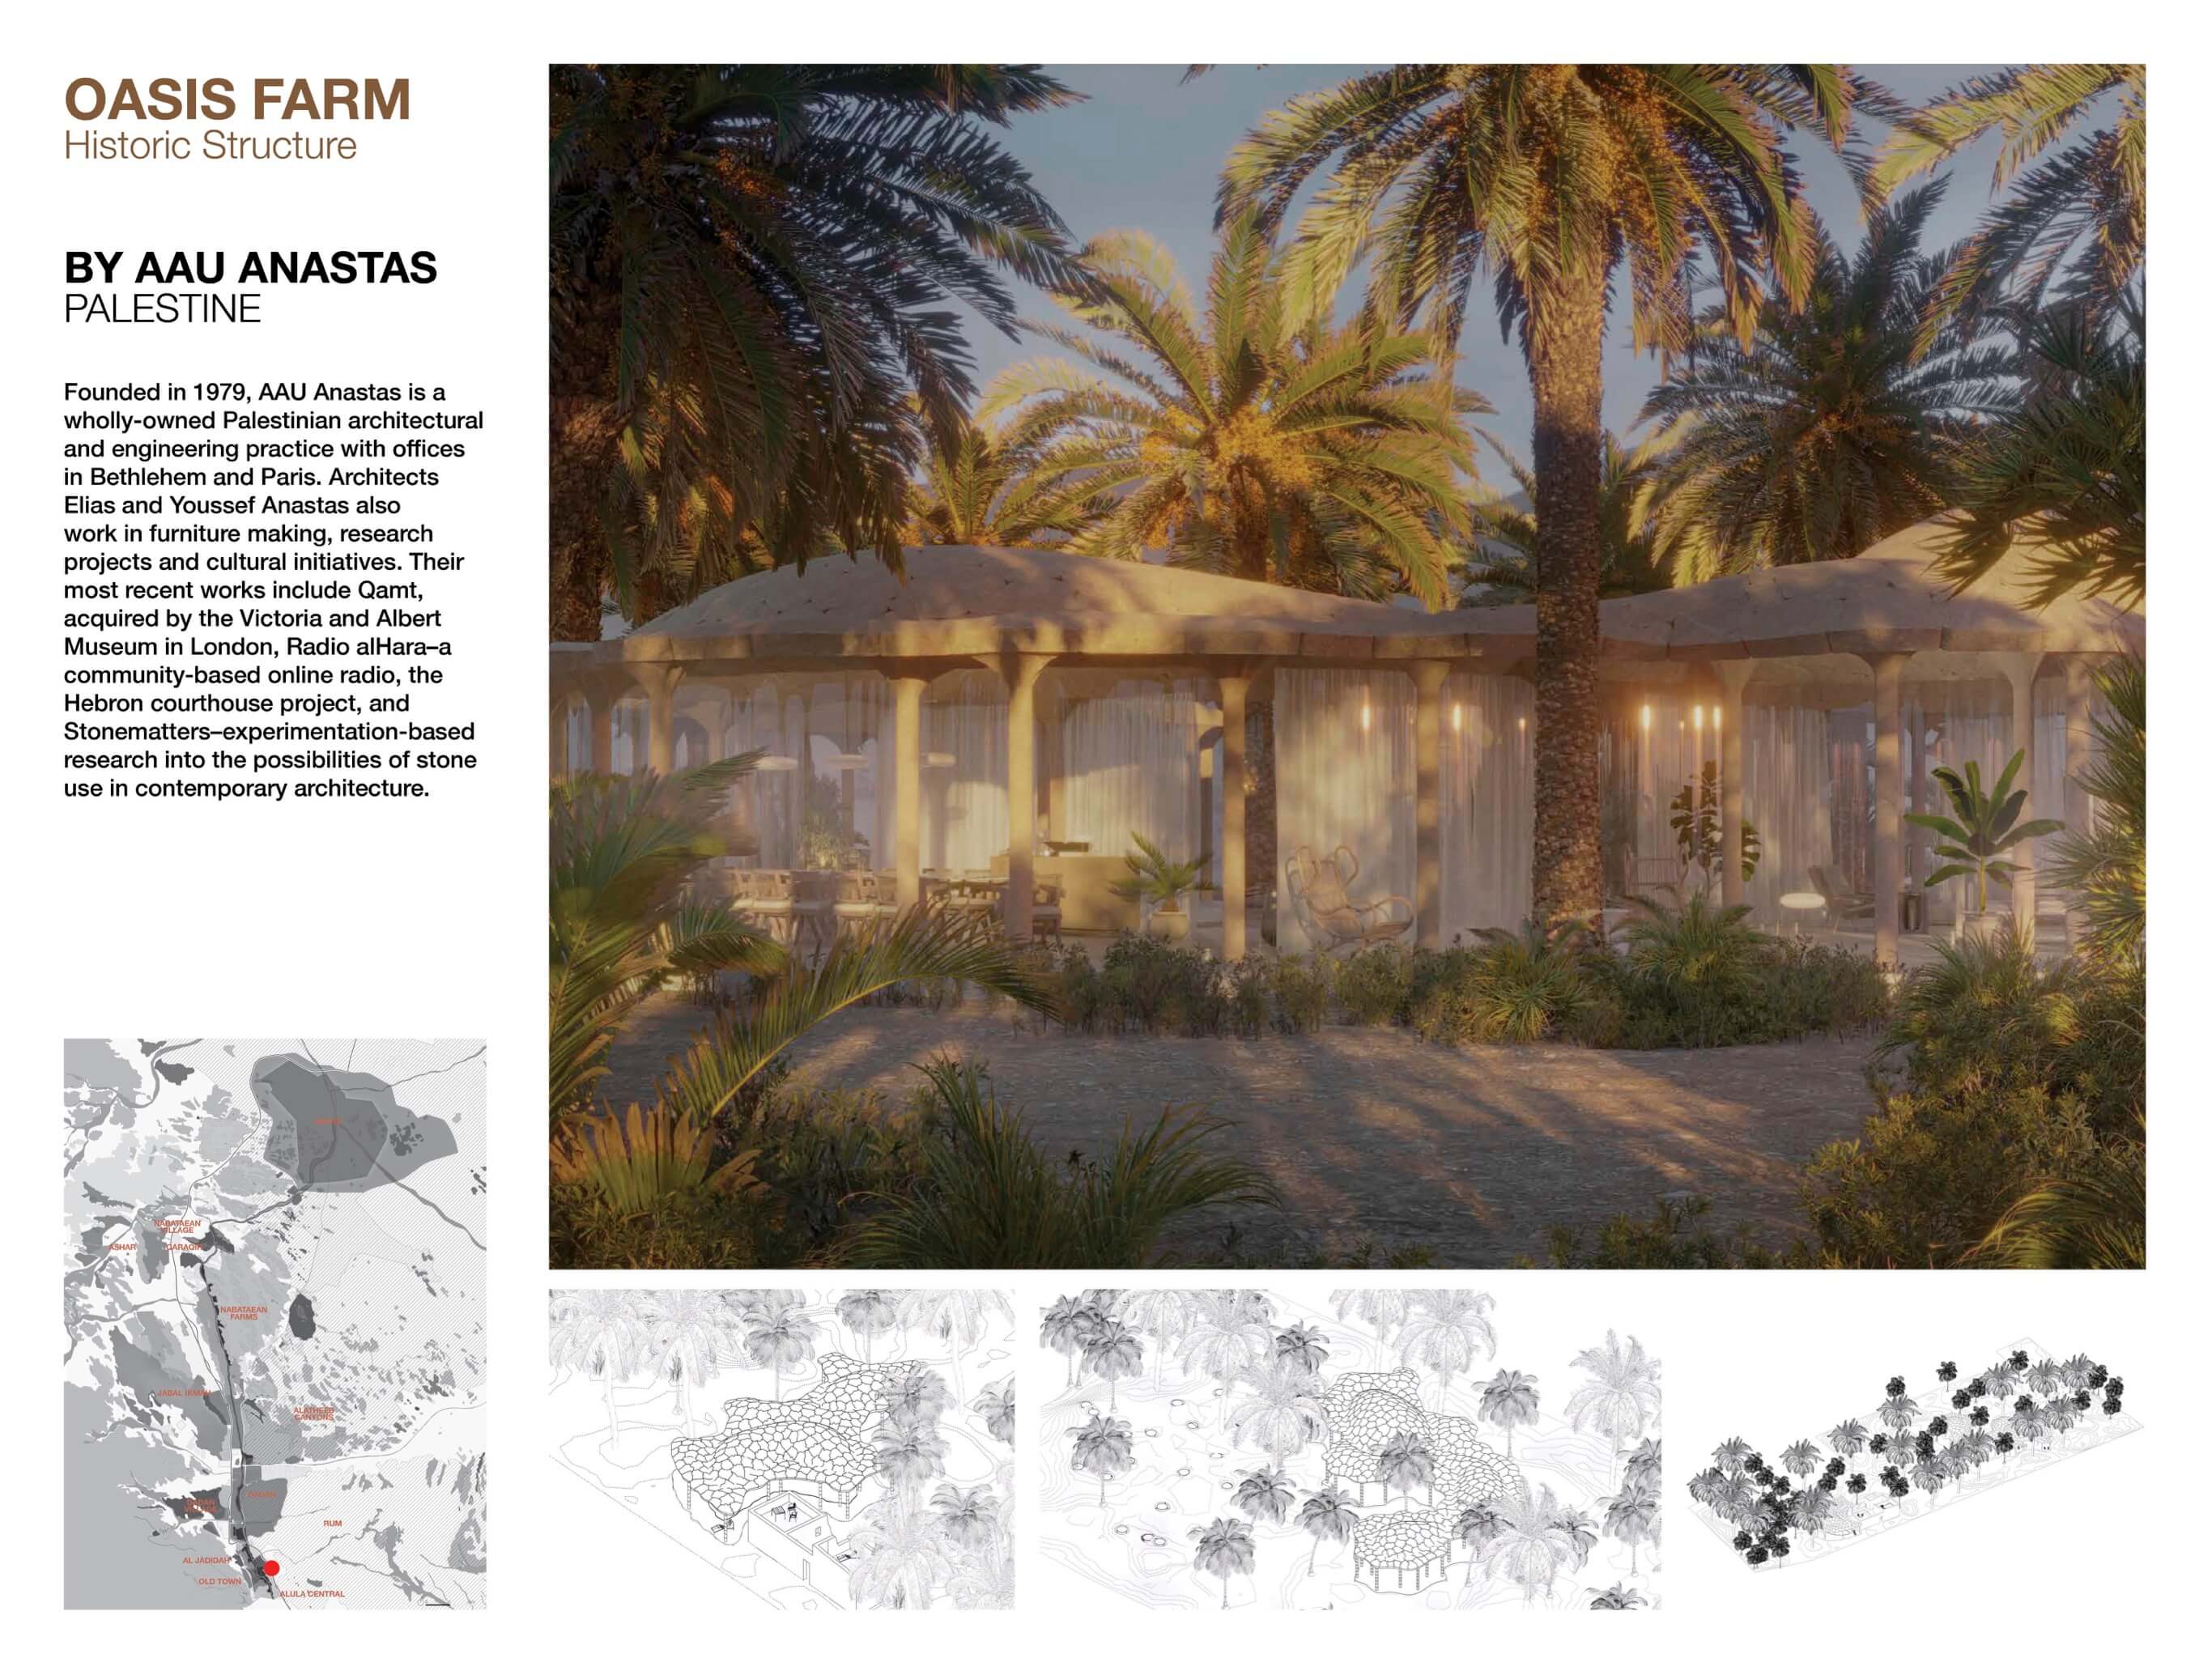 OASIS FARM
Historic Structure
BY AAU ANASTAS
PALESTINE
Founded in 1979, AAU Anastas is a
wholly-owned Palestinian architectural
and engineering practice with offices
in Bethlehem and Paris. Architects
Elias and Youssef Anastas also
work in furniture making, research
projects and cultural initiatives. Their
most recent works include Qamt,
acquired by the Victoria and Albert
Museum in London, Radio alHara–a
community-based online radio, the
Hebron courthouse project, and
Stonematters–experimentation-based
research into the possibilities of stone
use in contemporary architecture.
NABATAEAN
VILLAGE
ASHAR
QARAQIR
NABATAEAN
FARMS
JABAL IKMAH
CANYONS
RUM
AL JADIDAH
OLD TOWN
ALULA CENTRAL